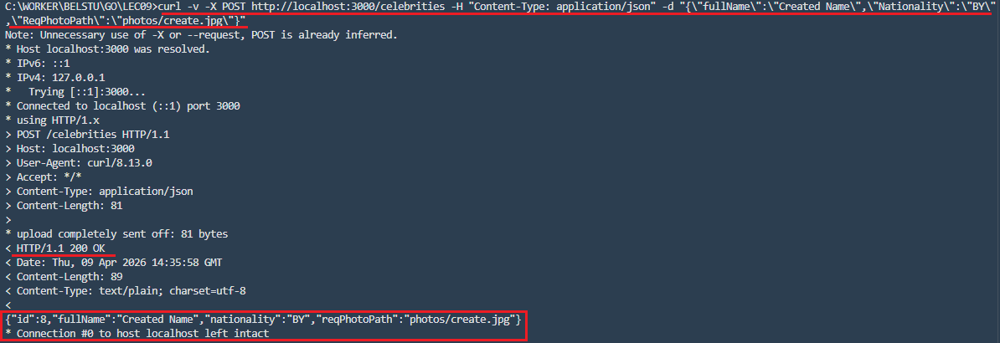 C:\WORKER\BELSTU\GO\LEC09>curl -v -X POST http://localhost:3000/celebrities -H "Content-Type: application/json" -d "{\"fullName\":\"Created Name\",\"Nationality\":\"BY\"
,\"ReqPhotoPath\":\"photos/create.jpg\"}"
Note: Unnecessary use of -X or --request, POST is already inferred.
* Host localhost:3000 was resolved.
* IPv6: ::1
* IPv4: 127.0.0.1
*   Trying [::1]:3000...
* Connected to localhost (::1) port 3000
* using HTTP/1.x
> POST /celebrities HTTP/1.1
> Host: localhost:3000
> User-Agent: curl/8.13.0
> Accept: */*
> Content-Type: application/json
> Content-Length: 81
>
* upload completely sent off: 81 bytes
< HTTP/1.1 200 OK
< Date: Thu, 09 Apr 2026 14:35:58 GMT
< Content-Length: 89
< Content-Type: text/plain; charset=utf-8
<
{"id":8,"fullName":"Created Name","nationality":"BY","reqPhotoPath":"photos/create.jpg"}
* Connection #0 to host localhost left intact